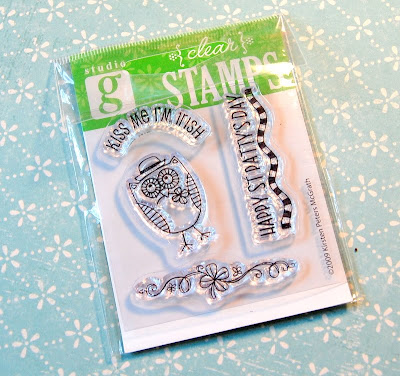 studio
g
{clear}
STAMPS
KISS ME I'M IRISH
HAPPY ST PATTY'S DAY
©2009 Kirsten Peters McGrath